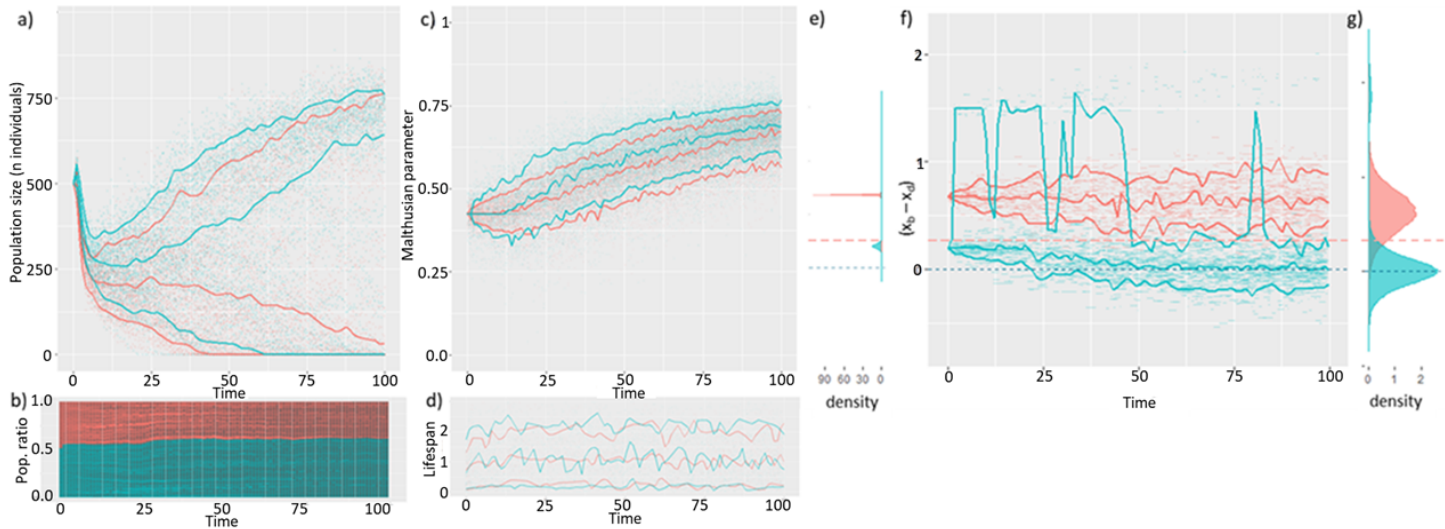 a)
Population size (n individuals)
750
500
250
0
0 25 50 75 100
Time
b)
Pop. ratio
1.0
0.5
0.0
0 25 50 75 100
Time
c)
Malthusian parameter
1
0.75
0.50
0.25
0.0
0 25 50 75 100
Time
d)
Lifespan
2
1
0
0 25 50 75 100
Time
e)
90 60 30 0
density
f)
(xb – xd)
2
1
0
0 25 50 75 100
Time
g)
0 1 2
density